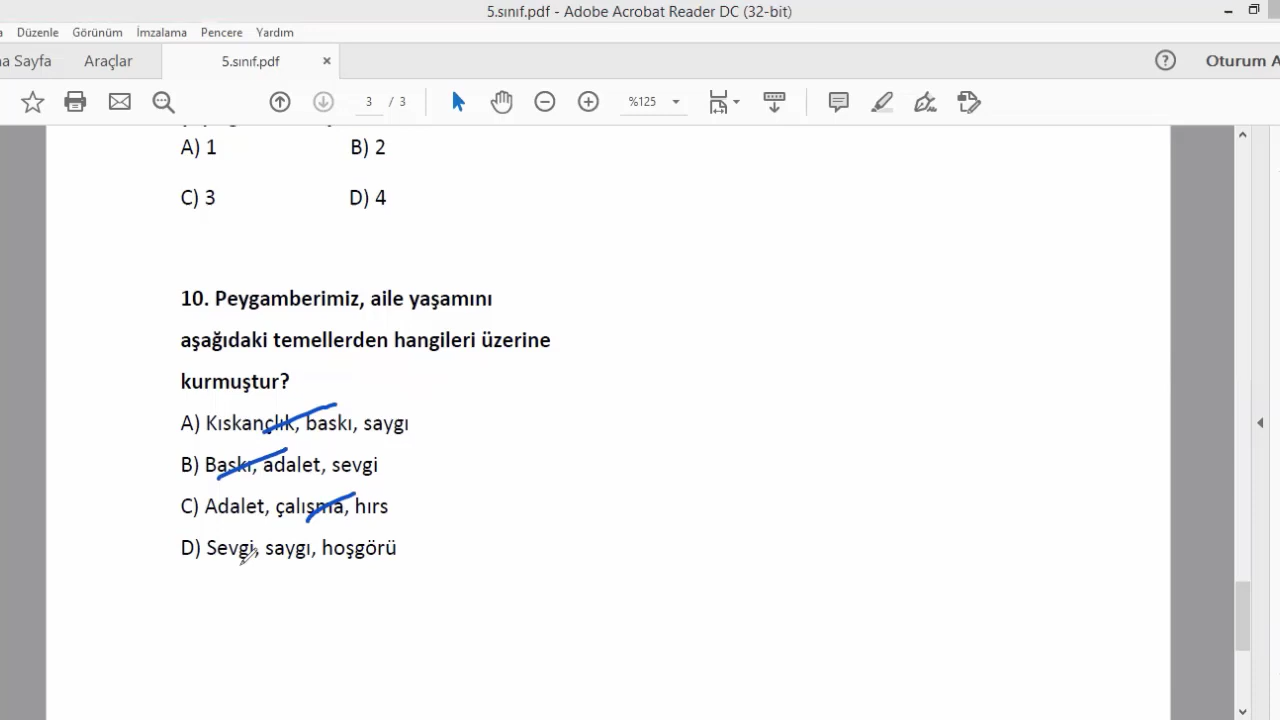 5.sınıf.pdf - Adobe Acrobat Reader DC (32-bit)
Düzenle Görünüm İmzalama Pencere Yardım
Sayfa Araçlar 5.sınıf.pdf × ? Oturum A
3 / 3 %125
A) 1 B) 2
C) 3 D) 4
10. Peygamberimiz, aile yaşamını
aşağıdaki temellerden hangileri üzerine
kurmuştur?
A) Kıskançlık, baskı, saygı
B) Baskı, adalet, sevgi
C) Adalet, çalışma, hırs
D) Sevgi, saygı, hoşgörü